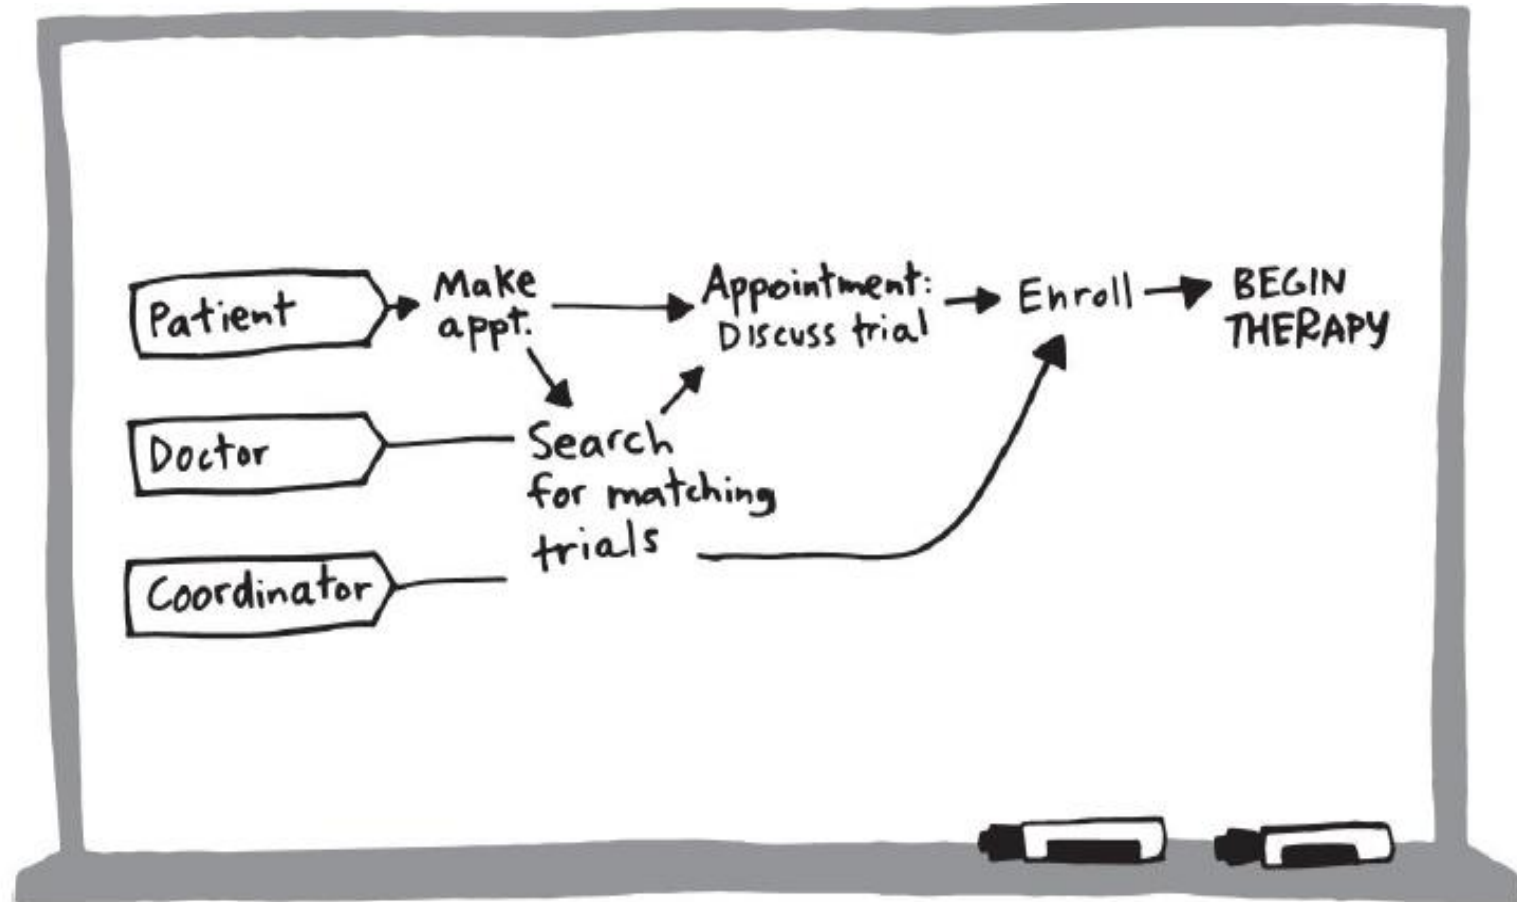 Patient
Make
appt.
Appointment:
Discuss trial
Enroll
BEGIN
THERAPY
Doctor
Search
for matching
trials
Coordinator